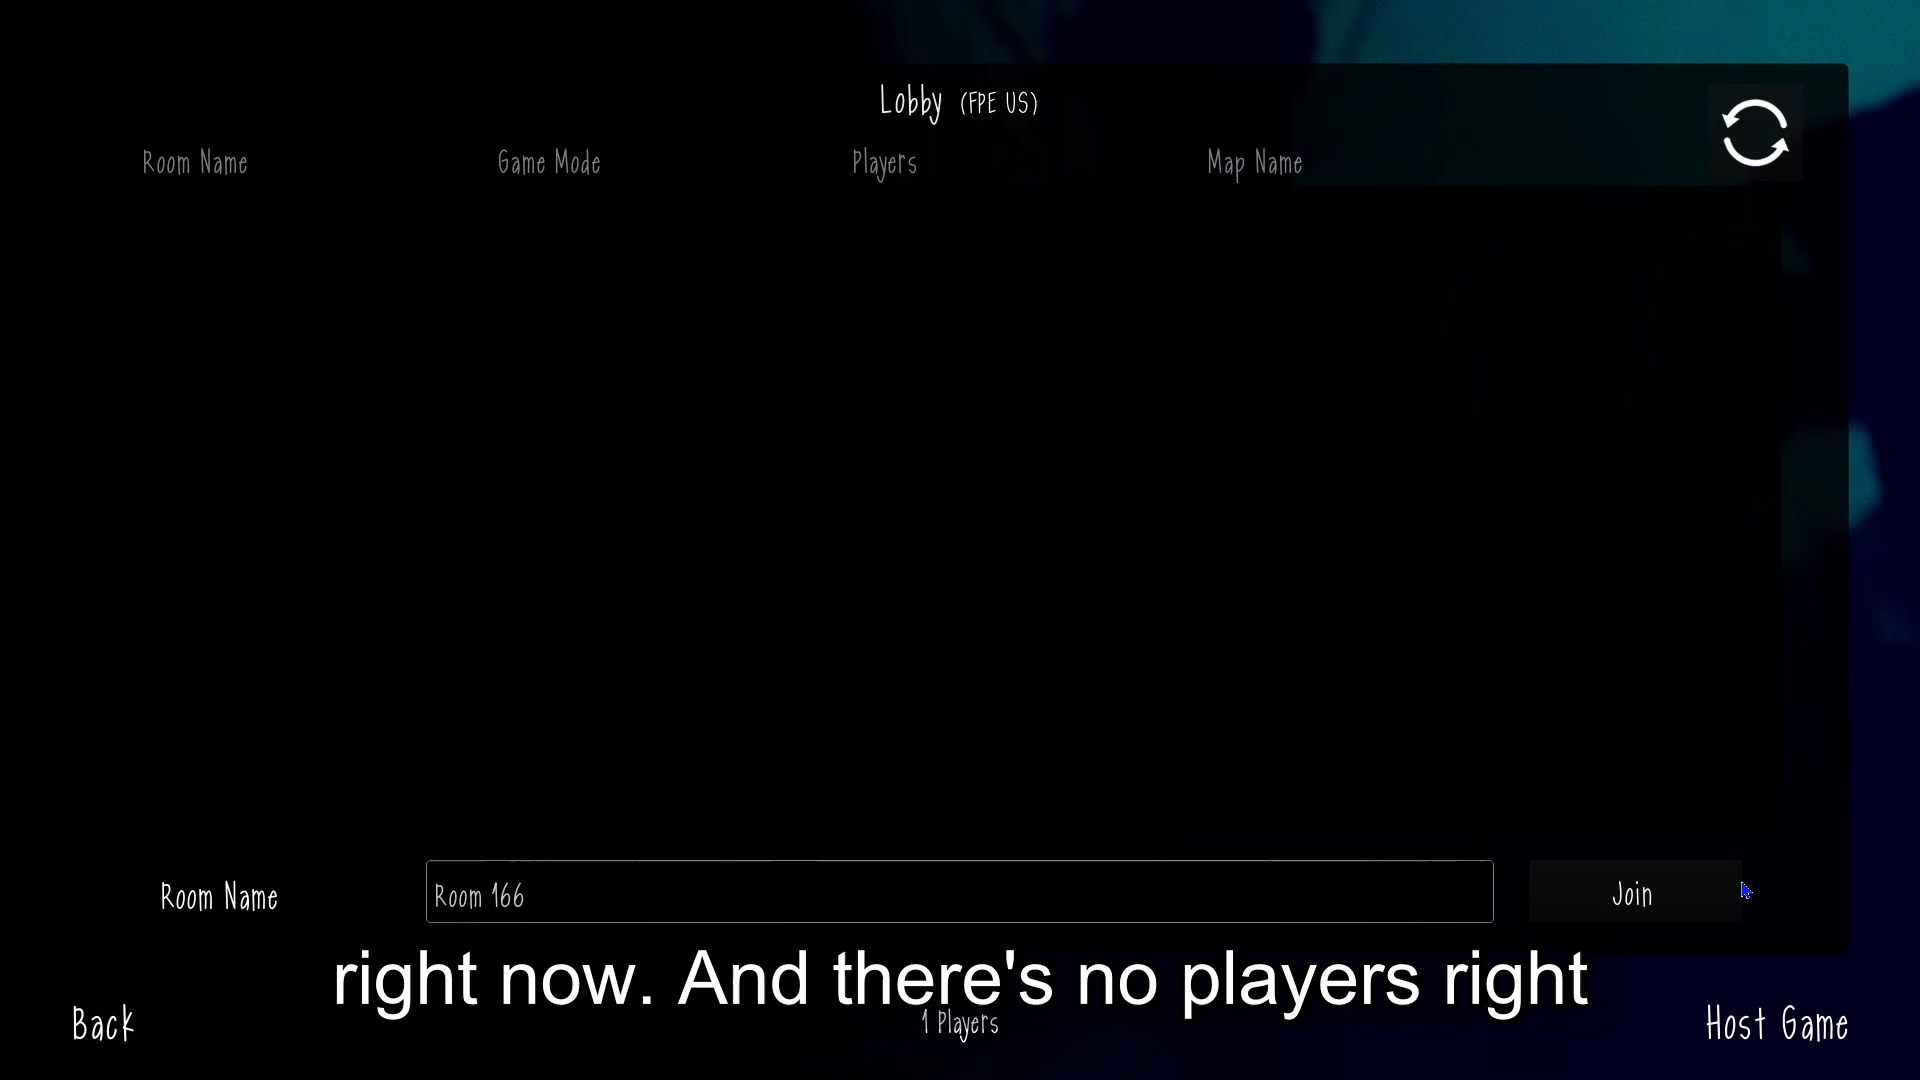 Lobby (FPE US)
Room Name Game Mode Players Map Name
Room Name Room 166 Join
right now. And there's no players right
Back 1 Players Host Game